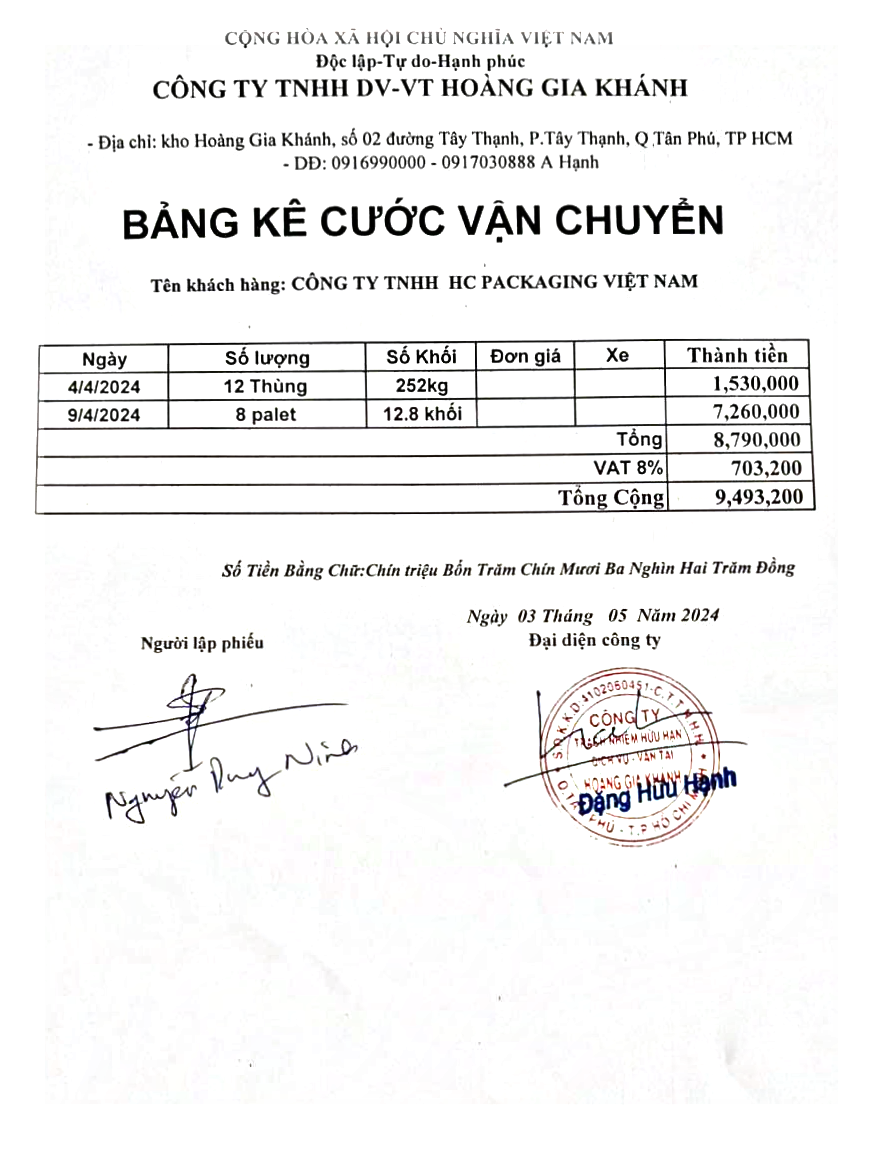 CỘNG HÒA XÃ HỘI CHỦ NGHĨA VIỆT NAM
Độc lập-Tự do-Hạnh phúc
CÔNG TY TNHH DV-VT HOÀNG GIA KHÁNH
- Địa chỉ: kho Hoàng Gia Khánh, số 02 đường Tây Thạnh, P.Tây Thạnh, Q.Tân Phú, TP HCM
- DĐ: 0916990000 - 0917030888 A Hạnh
BẢNG KÊ CƯỚC VẬN CHUYỂN
Tên khách hàng: CÔNG TY TNHH HC PACKAGING VIỆT NAM
Ngày Số lượng Số Khối Đơn giá Xe Thành tiền
4/4/2024 12 Thùng 252kg 1,530,000
9/4/2024 8 palet 12.8 khối 7,260,000
Tổng 8,790,000
VAT 8% 703,200
Tổng Cộng 9,493,200
Số Tiền Bằng Chữ:Chín triệu Bốn Trăm Chín Mươi Ba Nghìn Hai Trăm Đồng
Ngày 03 Tháng 05 Năm 2024
Người lập phiếu Đại diện công ty
S.Đ.K.K.D:4102060451-C.T.T.N.H.H
CÔNG TY
TRÁCH NHIỆM HỮU HẠN
DỊCH VỤ - VẬN TẢI
HOÀNG GIA KHÁNH
Q.TÂN PHÚ - T.P HỒ CHÍ MINH
Đặng Hữu Hạnh
Nguyễn Duy Ninh